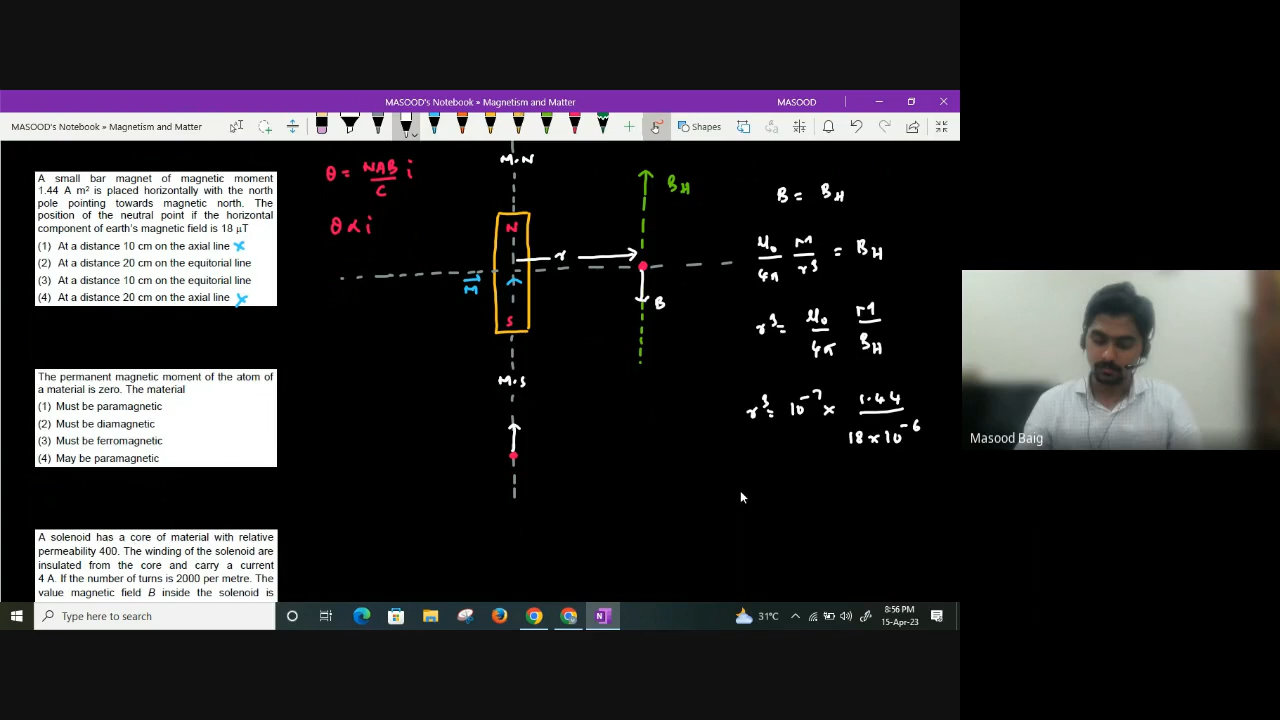 MASOOD's Notebook » Magnetism and Matter
MASOOD
MASOOD's Notebook » Magnetism and Matter
Shapes
A small bar magnet of magnetic moment
1.44 A m² is placed horizontally with the north
pole pointing towards magnetic north. The
position of the neutral point if the horizontal
component of earth's magnetic field is 18 μT
(1) At a distance 10 cm on the axial line ×
(2) At a distance 20 cm on the equitorial line
(3) At a distance 10 cm on the equitorial line
(4) At a distance 20 cm on the axial line ×
The permanent magnetic moment of the atom of
a material is zero. The material
(1) Must be paramagnetic
(2) Must be diamagnetic
(3) Must be ferromagnetic
(4) May be paramagnetic
A solenoid has a core of material with relative
permeability 400. The winding of the solenoid are
insulated from the core and carry a current
4 A. If the number of turns is 2000 per metre. The
value magnetic field B inside the solenoid is
θ = NAB/C i
θ ∝ i
M·N
N
M
S
M·S
r
B_H
B
B = B_H
μ₀/4π M/r³ = B_H
r³ = μ₀/4π M/B_H
r³ = 10⁻⁷ × 1.44/18×10⁻⁶
Masood Baig
Type here to search
31°C
8:56 PM
15-Apr-23